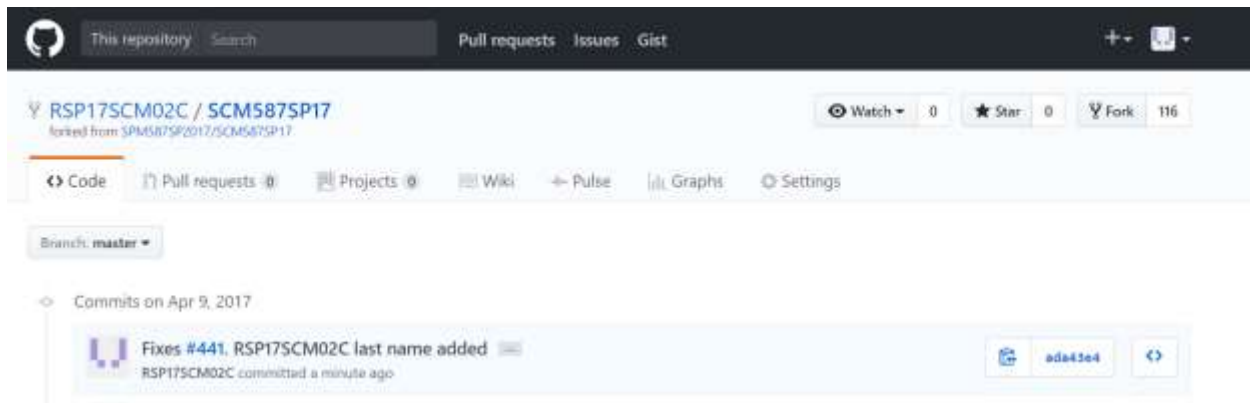 This repository Search Pull requests Issues Gist
RSP17SCM02C / SCM587SP17 Watch 0 Star 0 Fork 116
forked from SPM587SP2017/SCM587SP17
Code Pull requests 0 Projects 0 Wiki Pulse Graphs Settings
Branch: master
Commits on Apr 9, 2017
Fixes #441. RSP17SCM02C last name added …
RSP17SCM02C committed a minute ago ada43e4